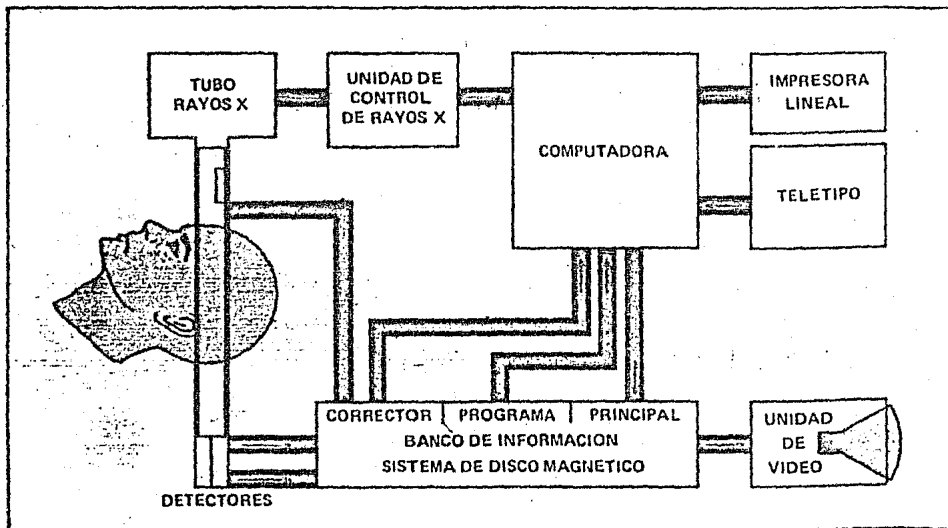 TUBO
RAYOS X
UNIDAD DE
CONTROL
DE RAYOS X
COMPUTADORA
IMPRESORA
LINEAL
TELETIPO
CORRECTOR PROGRAMA PRINCIPAL
BANCO DE INFORMACION
SISTEMA DE DISCO MAGNETICO
UNIDAD
DE
VIDEO
DETECTORES